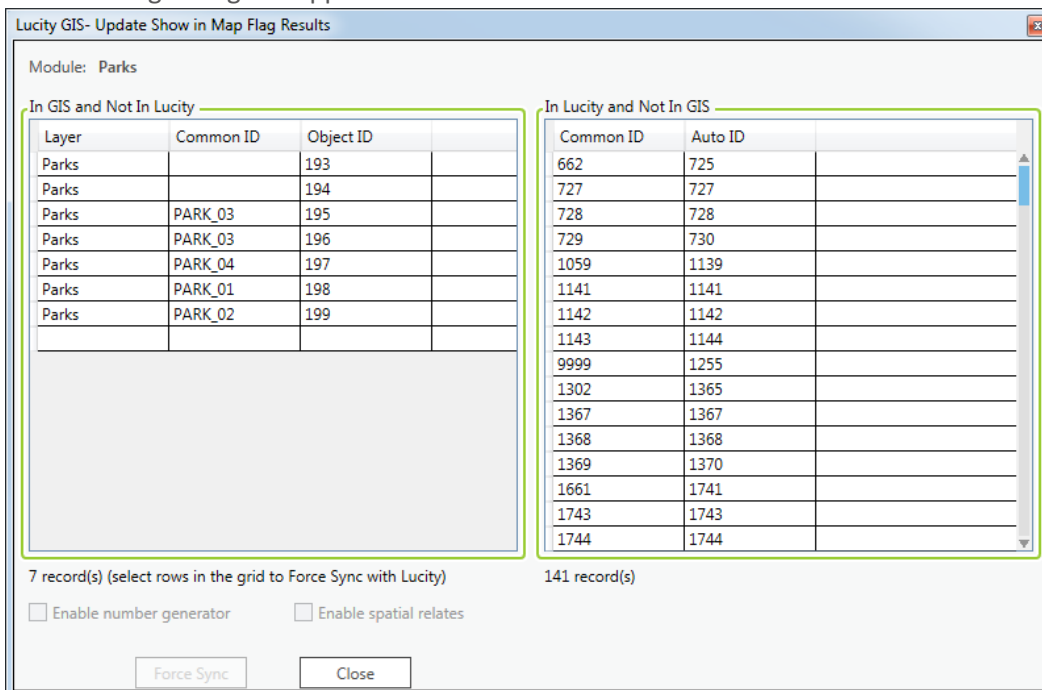 Lucity GIS- Update Show in Map Flag Results
Module: Parks
In GIS and Not In Lucity
Layer Common ID Object ID
Parks 193
Parks 194
Parks PARK_03 195
Parks PARK_03 196
Parks PARK_04 197
Parks PARK_01 198
Parks PARK_02 199
7 record(s) (select rows in the grid to Force Sync with Lucity)
In Lucity and Not In GIS
Common ID Auto ID
662 725
727 727
728 728
729 730
1059 1139
1141 1141
1142 1142
1143 1144
9999 1255
1302 1365
1367 1367
1368 1368
1369 1370
1661 1741
1743 1743
1744 1744
141 record(s)
Enable number generator Enable spatial relates
Force Sync Close